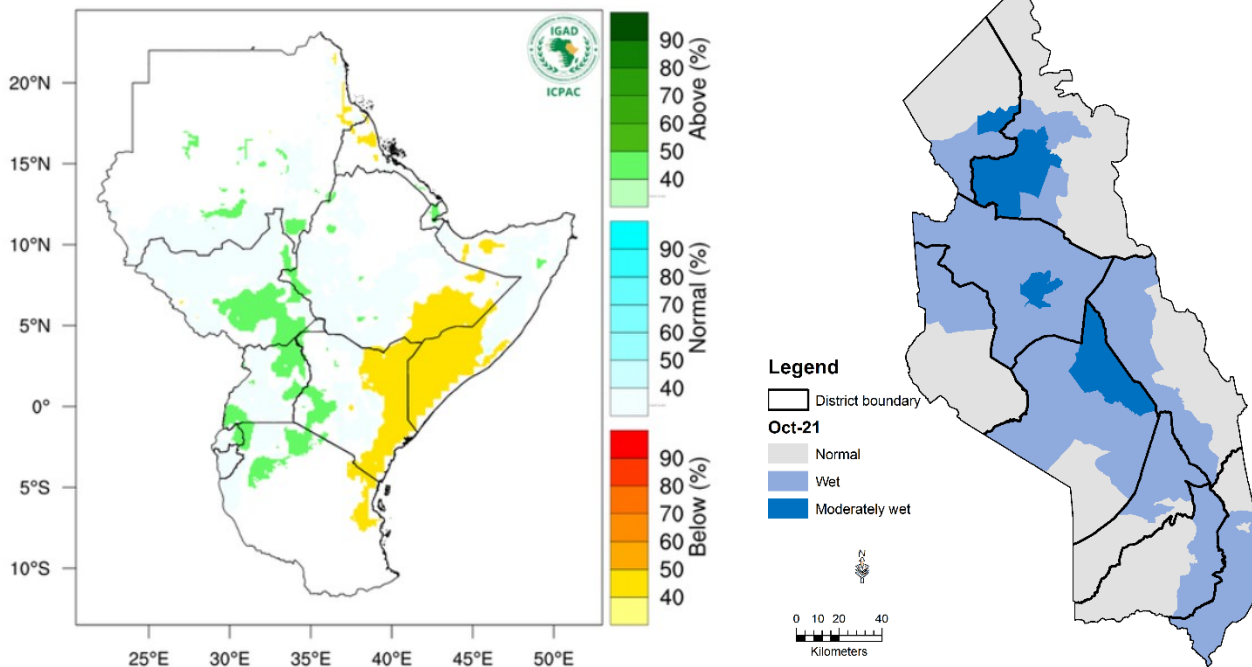 IGAD
ICPAC
20°N
15°N
10°N
5°N
0°
5°S
10°S
25°E
30°E
35°E
40°E
45°E
50°E
90
80
70
60
50
40
Above (%)
90
80
70
60
50
40
Normal (%)
90
80
70
60
50
40
Below (%)
Legend
District boundary
Oct-21
Normal
Wet
Moderately wet
N
0 10 20 40
Kilometers